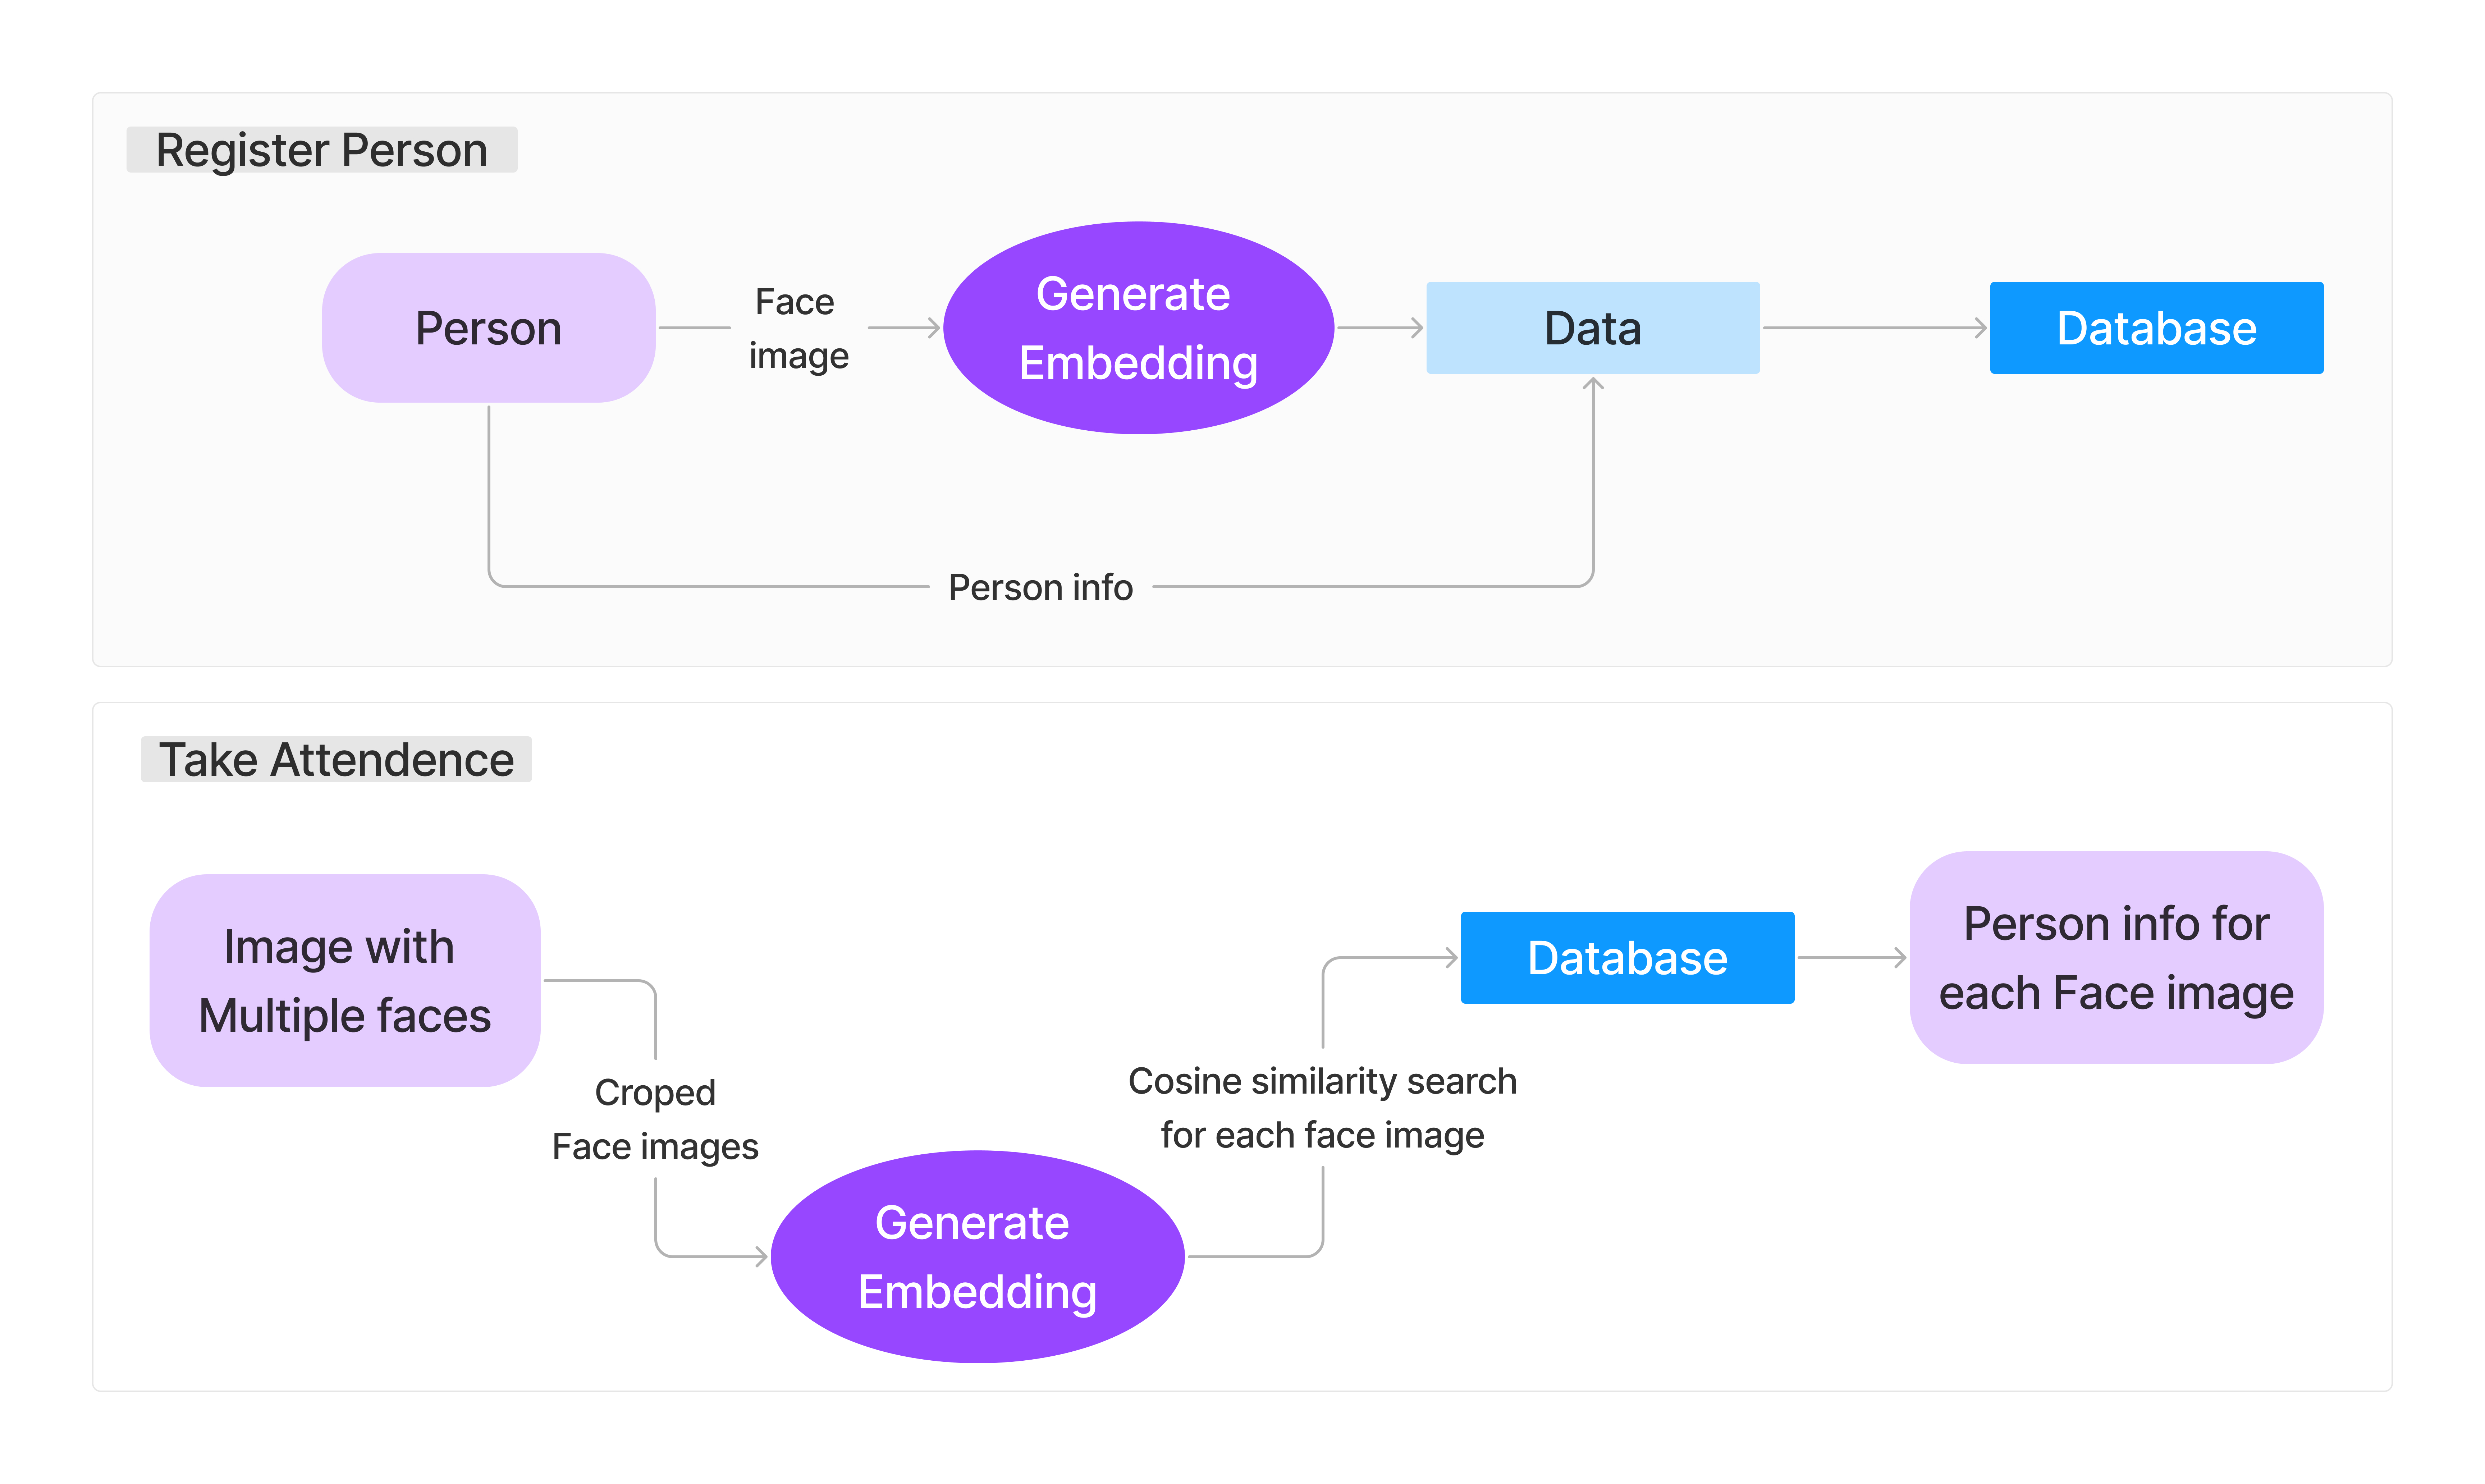 Register Person
Person
Face
image
Generate
Embedding
Data
Database
Person info
Take Attendence
Image with
Multiple faces
Croped
Face images
Generate
Embedding
Cosine similarity search
for each face image
Database
Person info for
each Face image